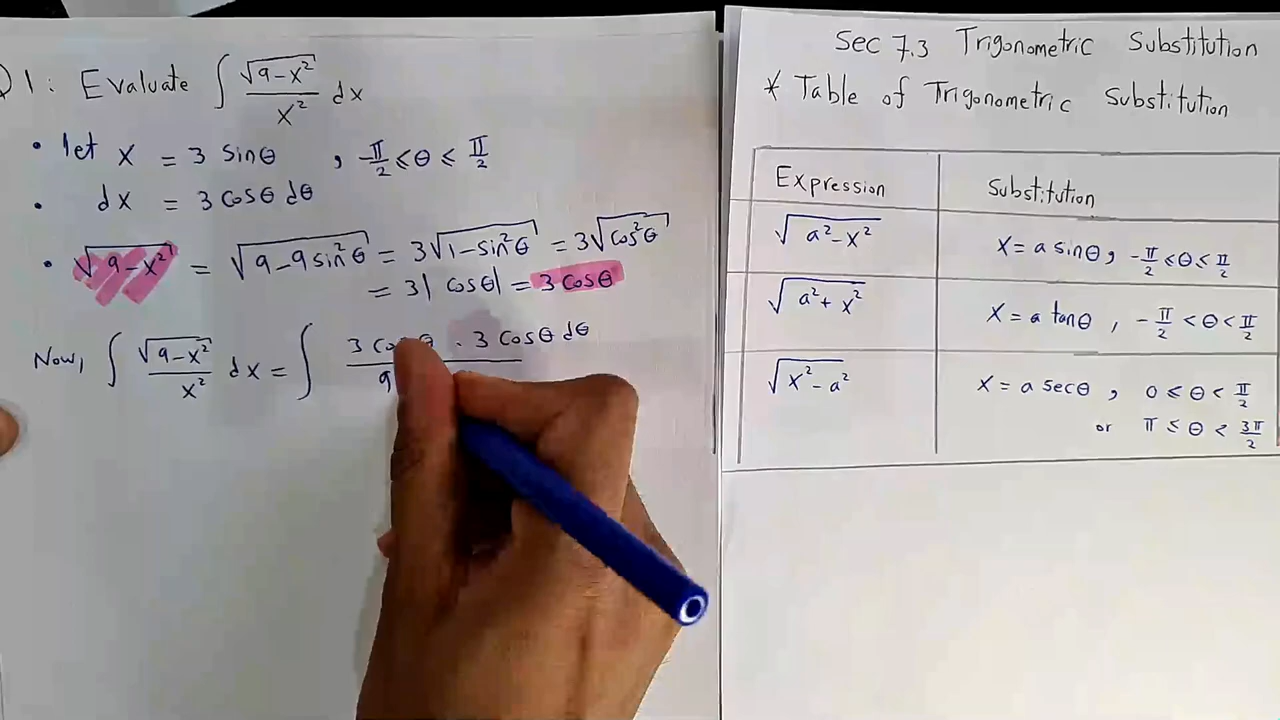 Q1: Evaluate ∫ √(9-x²)/x² dx
• let x = 3 sinθ , -π/2 ≤ θ ≤ π/2
• dx = 3 cosθ dθ
• √(9-x²) = √(9-9sin²θ) = 3√(1-sin²θ) = 3√(cos²θ)
= 3| cosθ| = 3 cosθ
Now, ∫ √(9-x²)/x² dx = ∫ 3 cosθ . 3 cosθ dθ / 9
Sec 7.3 Trigonometric Substitution
* Table of Trigonometric Substitution
Expression Substitution
√(a²-x²) x = a sinθ, -π/2 ≤ θ ≤ π/2
√(a²+x²) x = a tanθ , -π/2 < θ < π/2
√(x²-a²) x = a secθ , 0 ≤ θ < π/2
or π ≤ θ < 3π/2